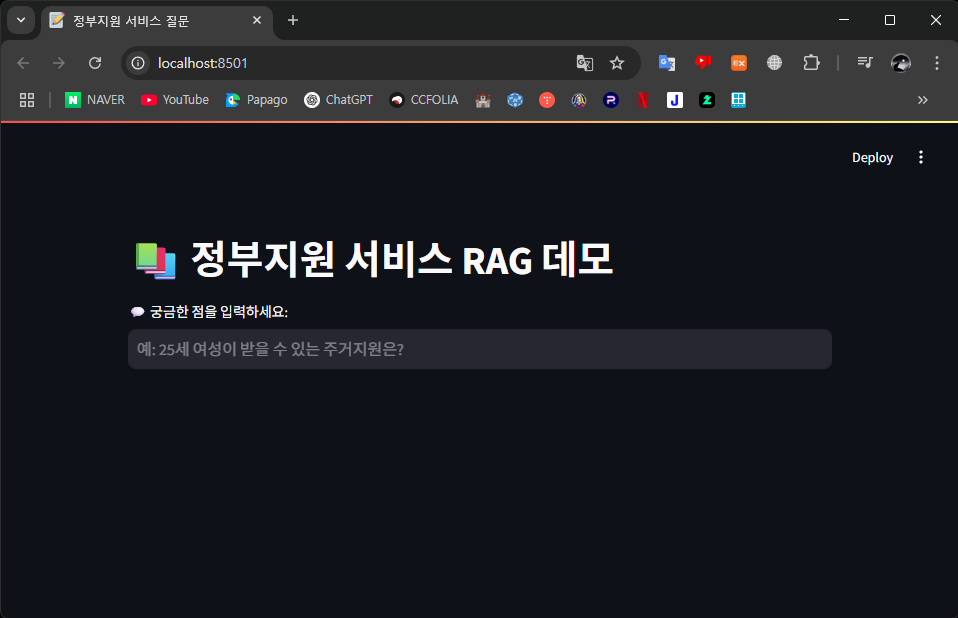 정부지원 서비스 질문
localhost:8501
NAVER YouTube Papago ChatGPT CCFOLIA
Deploy
정부지원 서비스 RAG 데모
궁금한 점을 입력하세요:
예: 25세 여성이 받을 수 있는 주거지원은?